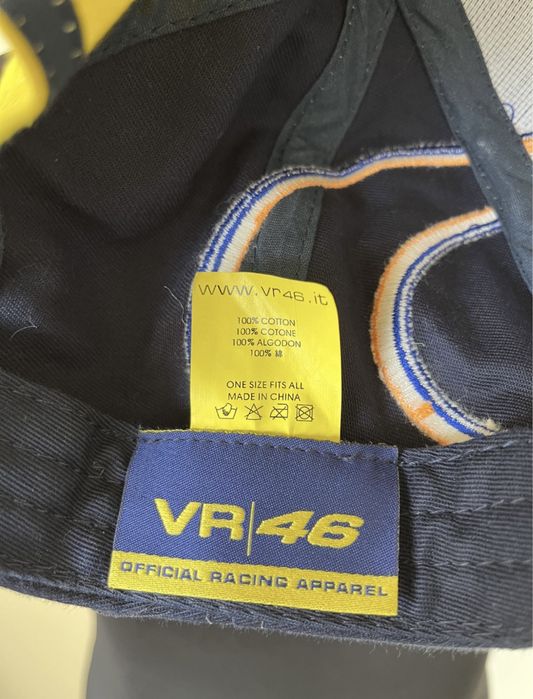 www.vr46.it
100% COTTON
100% COTONE
100% ALGODON
100% 綿
ONE SIZE FITS ALL
MADE IN CHINA
VR|46
OFFICIAL RACING APPAREL